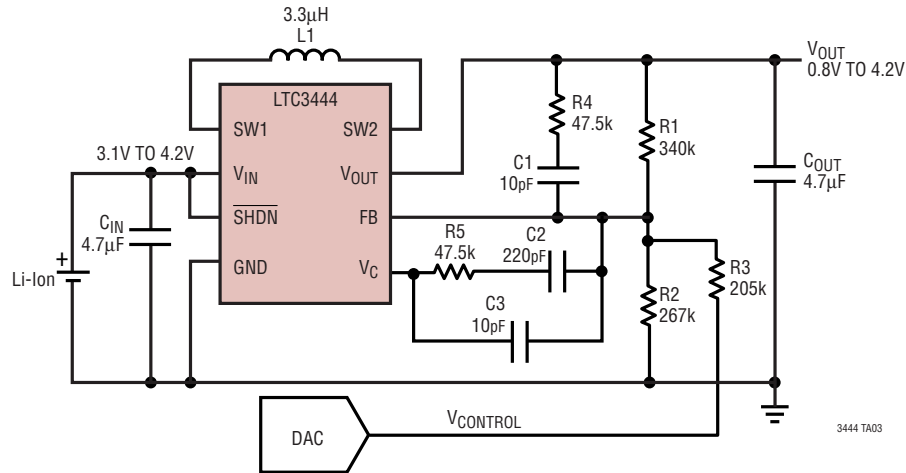 3.3µH
L1
LTC3444
SW1
SW2
3.1V TO 4.2V
VIN
VOUT
SHDN
FB
GND
VC
CIN
4.7µF
+
Li-Ion
R4
47.5k
C1
10pF
R1
340k
VOUT
0.8V TO 4.2V
COUT
4.7µF
R5
47.5k
C2
220pF
C3
10pF
R2
267k
R3
205k
DAC
VCONTROL
3444 TA03